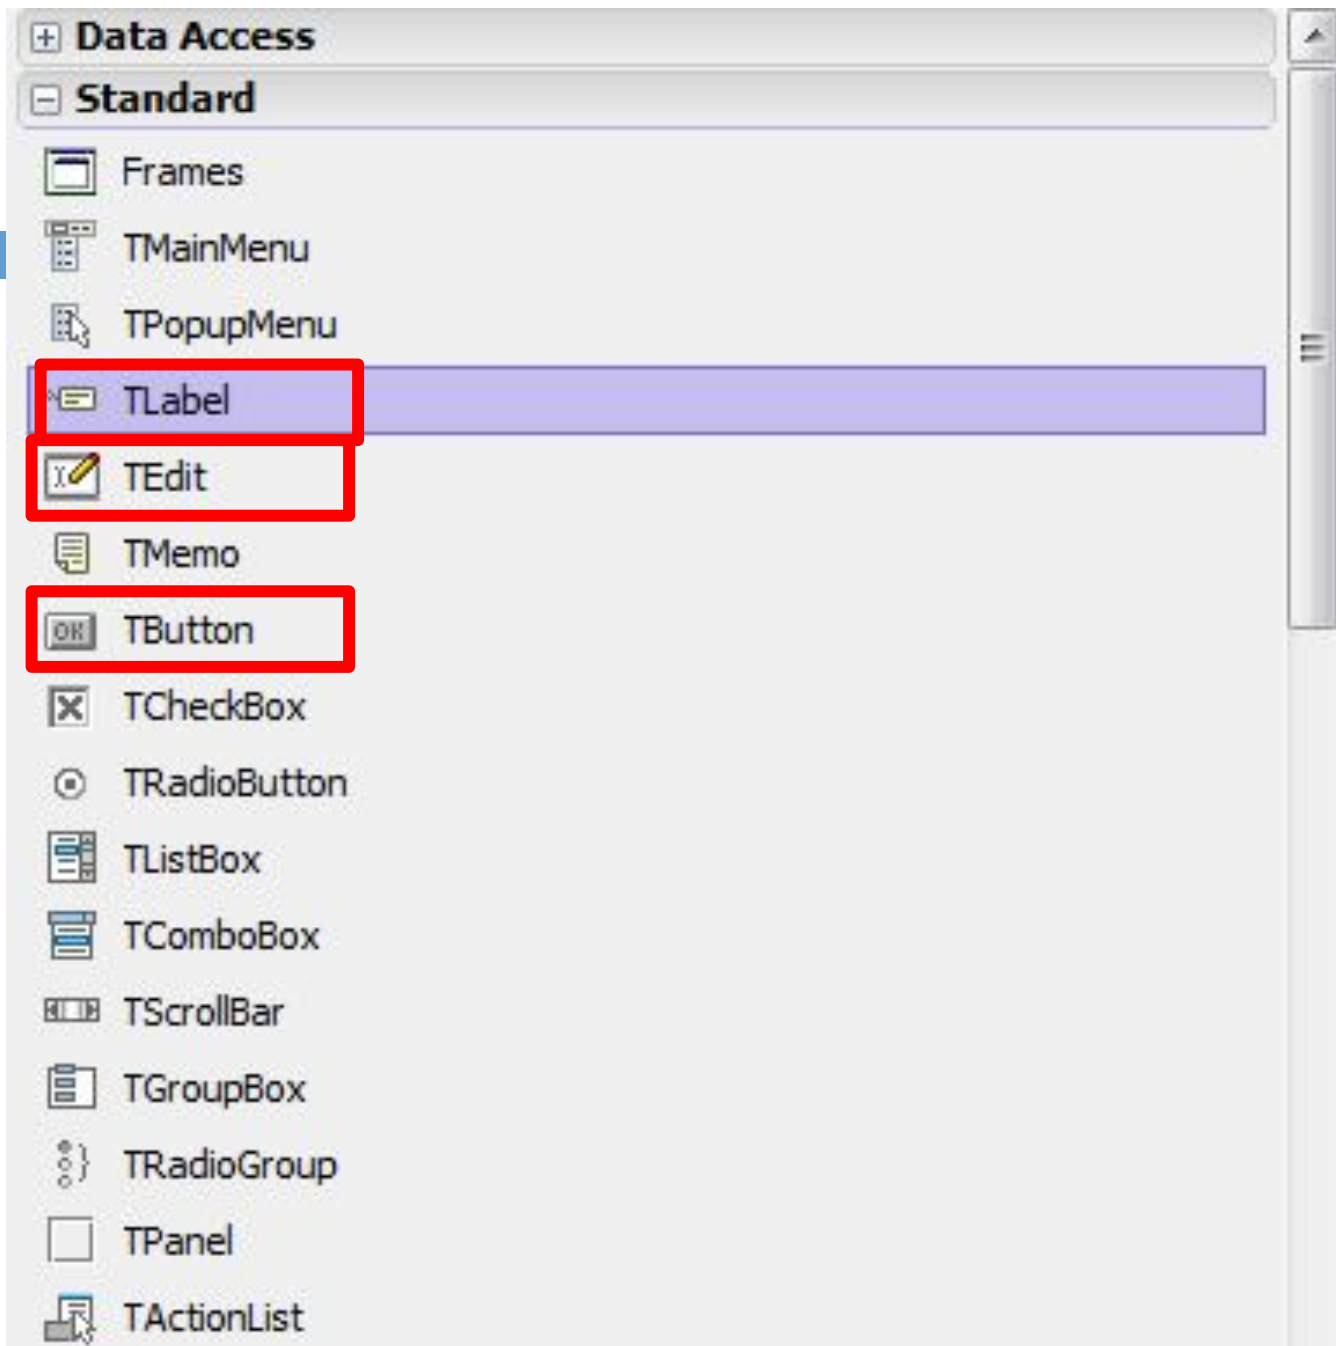 Data Access
Standard
Frames
TMainMenu
TPopupMenu
TLabel
TEdit
TMemo
OK TButton
TCheckBox
TRadioButton
TListBox
TComboBox
TScrollBar
TGroupBox
TRadioGroup
TPanel
TActionList